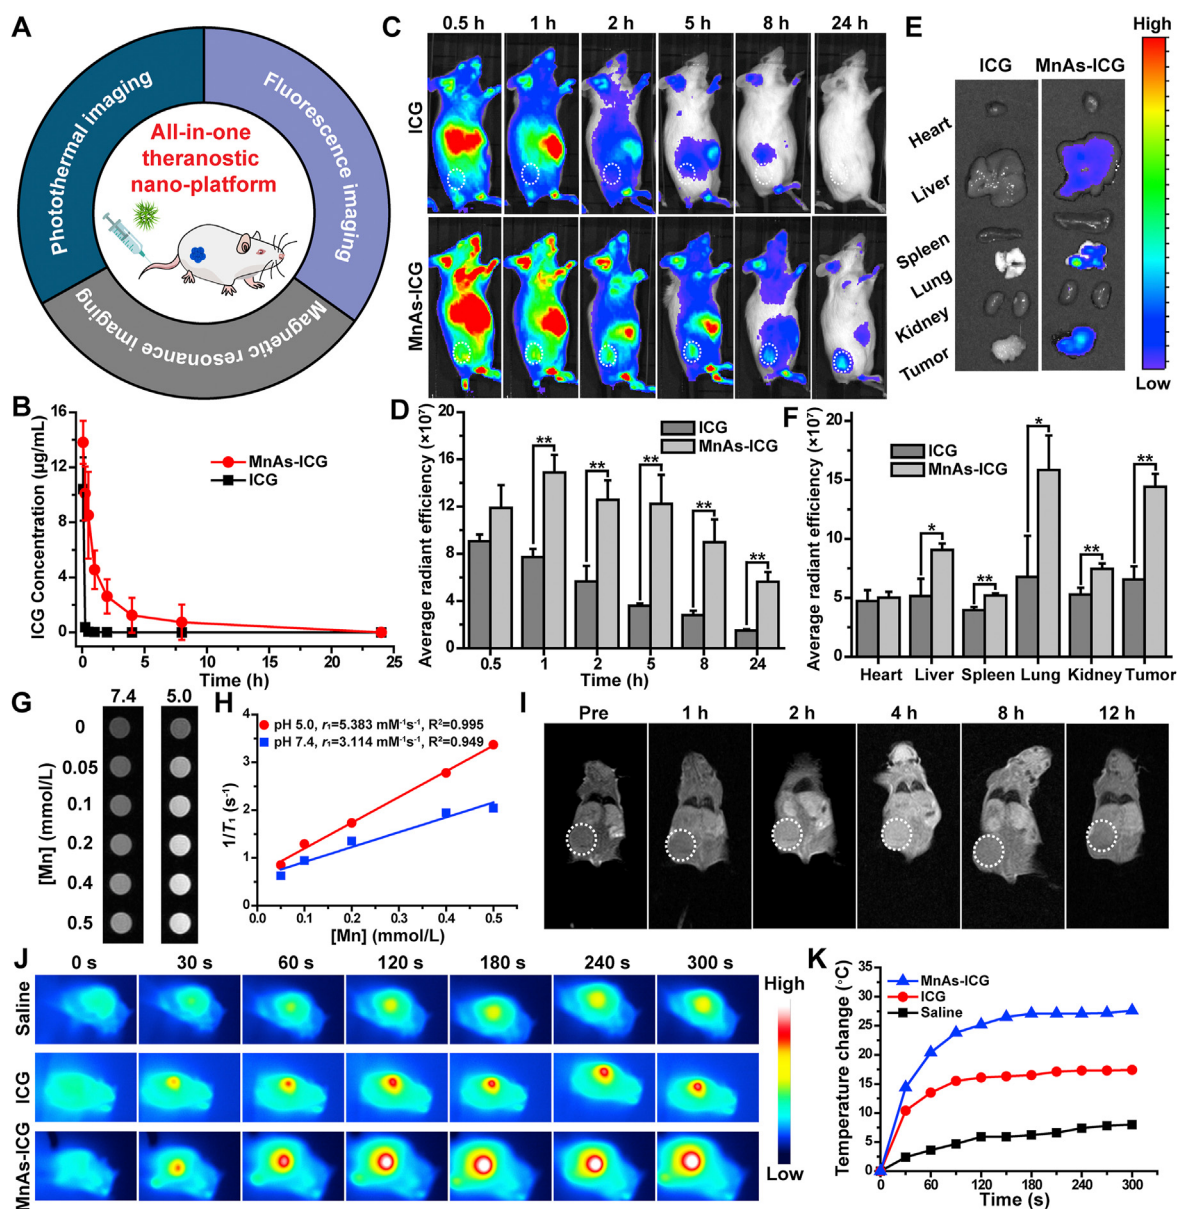 A
Photothermal imaging
Fluorescence imaging
Magnetic resonance imaging
All-in-one
theranostic
nano-platform
B
ICG Concentration (µg/mL)
16
12
8
4
0
MnAs-ICG
ICG
0 5 10 15 20 25
Time (h)
C
0.5 h 1 h 2 h 5 h 8 h 24 h
ICG
MnAs-ICG
D
Average radiant efficiency (×10⁷)
20
16
12
8
4
0
ICG
MnAs-ICG
** ** ** ** **
0.5 1 2 5 8 24
Time (h)
E
ICG MnAs-ICG
Heart
Liver
Spleen
Lung
Kidney
Tumor
High
Low
F
Average radiant efficiency (×10⁷)
20
15
10
5
0
ICG
MnAs-ICG
* ** * ** **
Heart Liver Spleen Lung Kidney Tumor
G
7.4 5.0
[Mn] (mmol/L)
0
0.05
0.1
0.2
0.4
0.5
H
1/T₁ (s⁻¹)
4
3
2
1
0
pH 5.0, r₁=5.383 mM⁻¹s⁻¹, R²=0.995
pH 7.4, r₁=3.114 mM⁻¹s⁻¹, R²=0.949
0.0 0.1 0.2 0.3 0.4 0.5
[Mn] (mmol/L)
I
Pre 1 h 2 h 4 h 8 h 12 h
J
0 s 30 s 60 s 120 s 180 s 240 s 300 s
Saline
ICG
MnAs-ICG
High
Low
K
Temperature change (°C)
35
30
25
20
15
10
5
0
MnAs-ICG
ICG
Saline
0 60 120 180 240 300
Time (s)